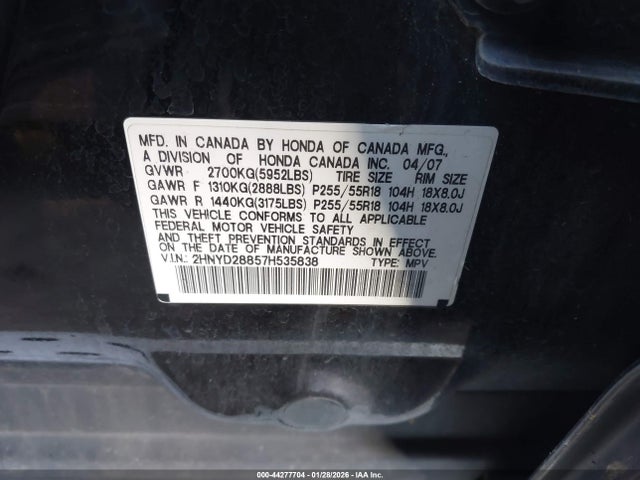 MFD. IN CANADA BY HONDA OF CANADA MFG.,
A DIVISION OF HONDA CANADA INC. 04/07
GVWR 2700KG(5952LBS) TIRE SIZE RIM SIZE
GAWR F 1310KG(2888LBS) P255/55R18 104H 18X8.0J
GAWR R 1440KG(3175LBS) P255/55R18 104H 18X8.0J
THIS VEHICLE CONFORMS TO ALL APPLICABLE
FEDERAL MOTOR VEHICLE SAFETY
STANDARDS IN EFFECT ON THE DATE OF
MANUFACTURE SHOWN ABOVE.
V.I.N.: 2HNYD28857H535838 TYPE: MPV
000-44277704 | 01/28/2026 - IAA Inc.